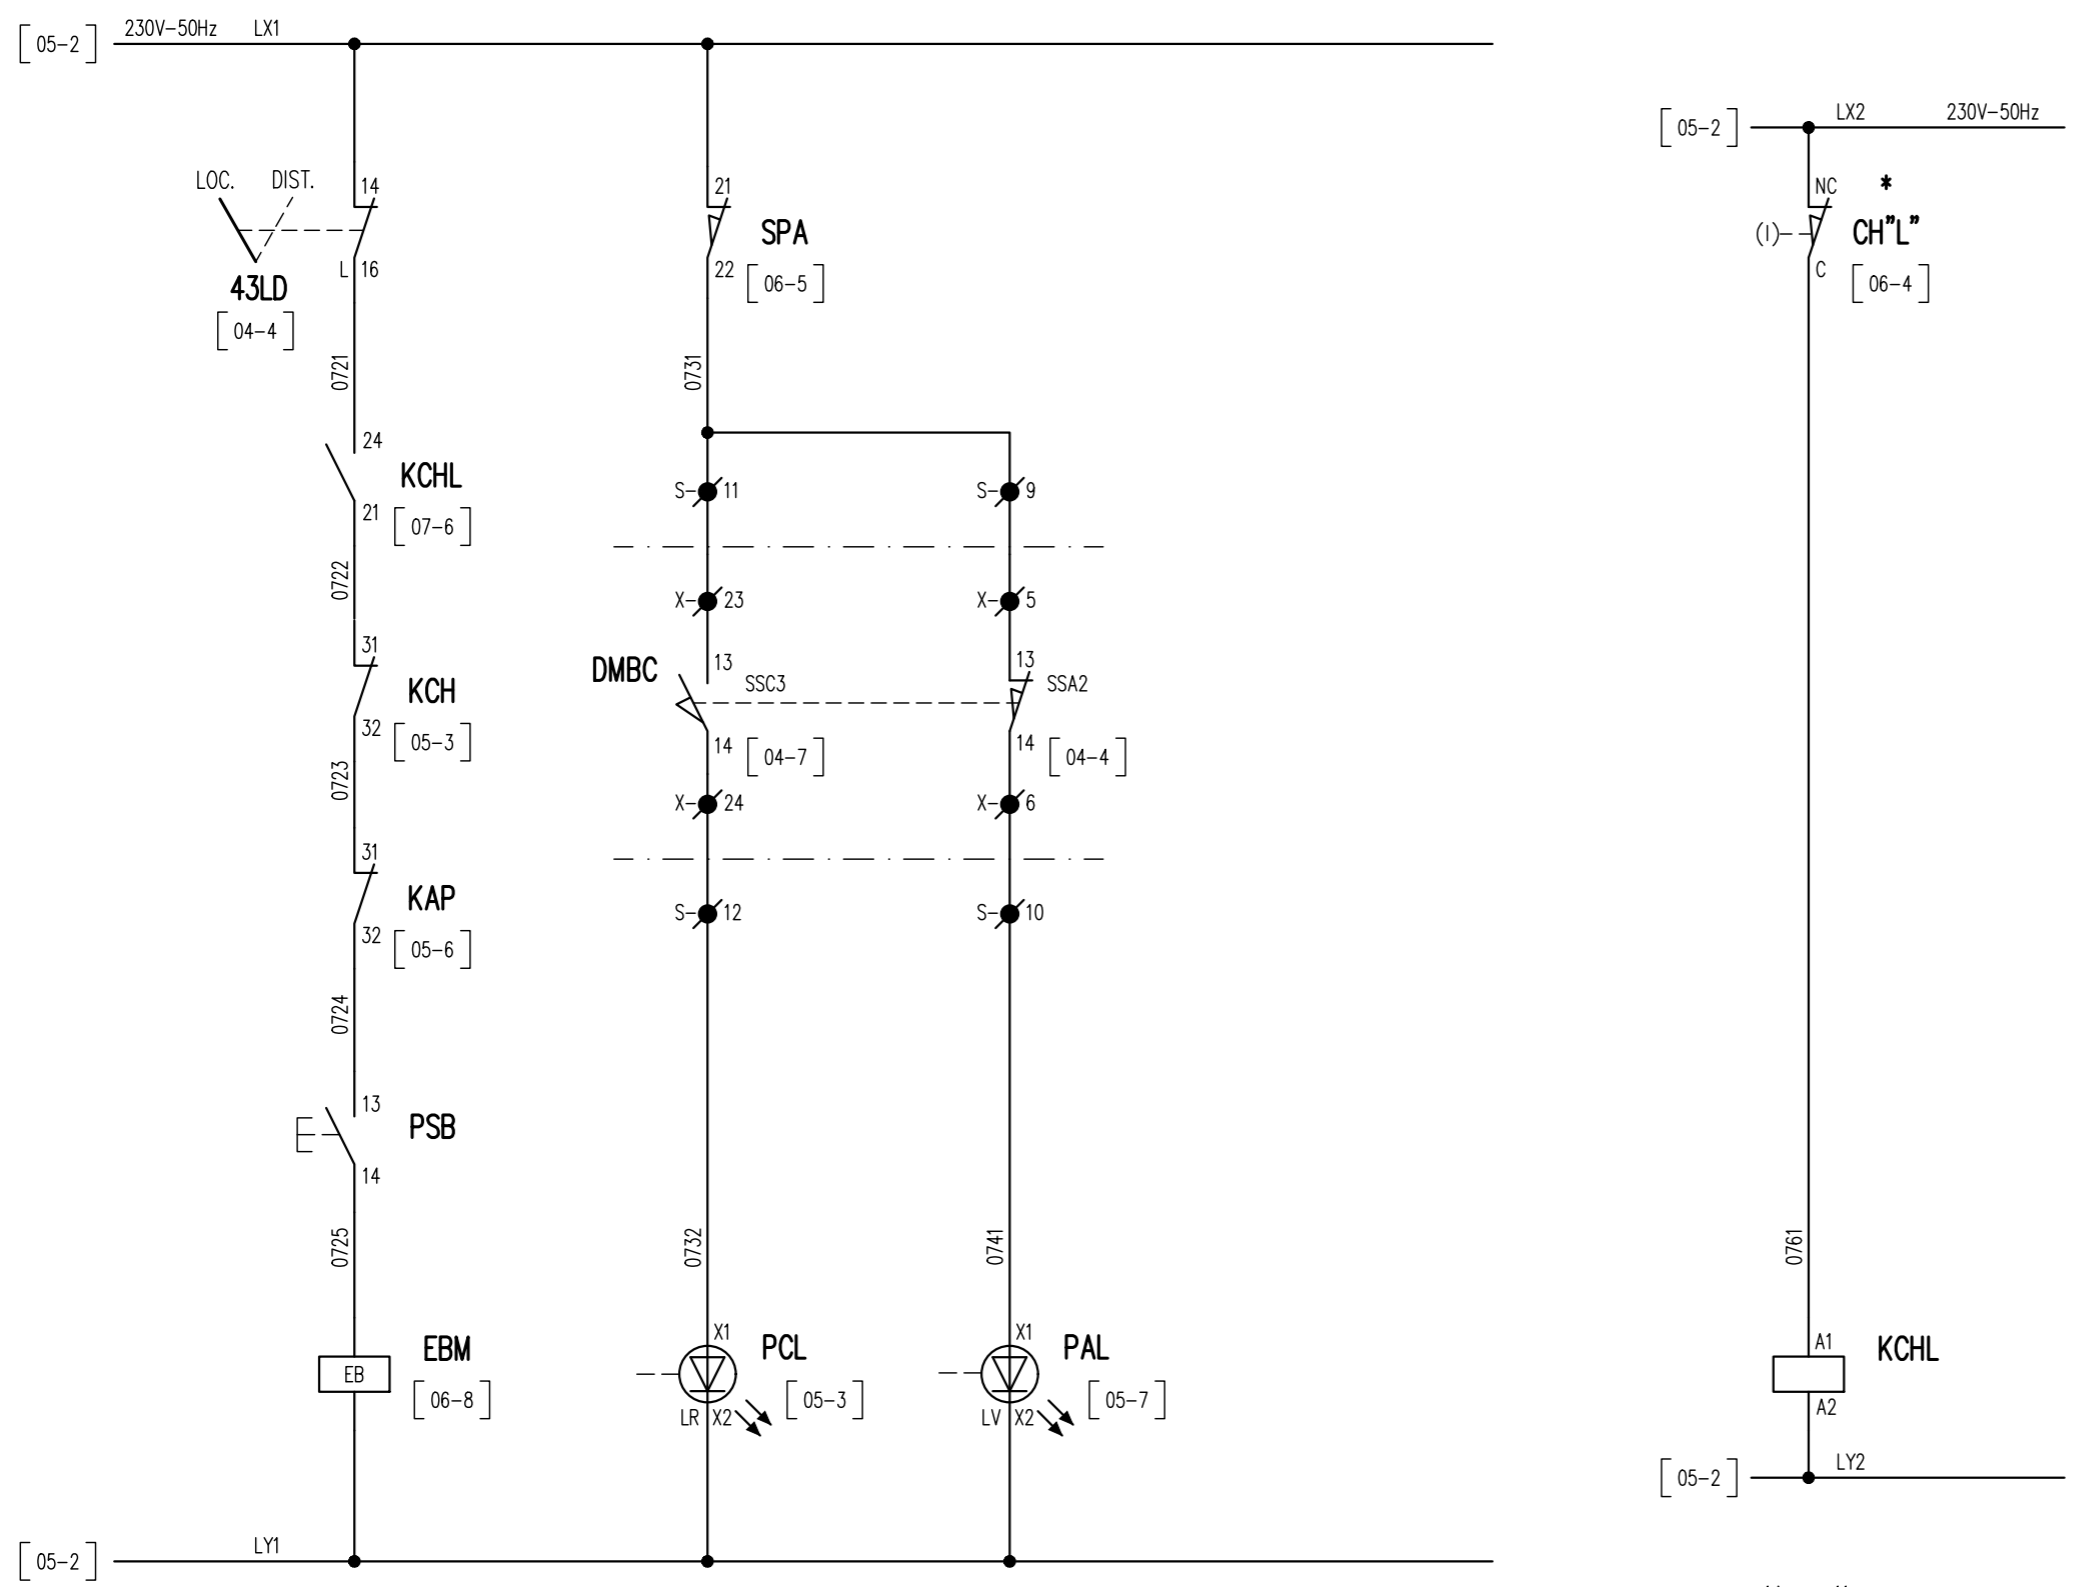 [ 05-2 ] 230V-50Hz LX1
LOC. DIST. 14
L 16
43LD
[ 04-4 ]
0721
24
KCHL
21 [ 07-6 ]
0722
31
KCH
32 [ 05-3 ]
0723
31
KAP
32 [ 05-6 ]
0724
13
PSB
14
0725
EBM
EB
[ 06-8 ]
21
SPA
22 [ 06-5 ]
0731
S- 11
S- 9
X- 23
X- 5
DMBC 13 SSC3
13 SSA2
14 [ 04-7 ]
14 [ 04-4 ]
X- 24
X- 6
S- 12
S- 10
0732
0741
X1 PCL
[ 05-3 ]
LR X2
X1 PAL
[ 05-7 ]
LV X2
[ 05-2 ] LY1
[ 05-2 ] LX2 230V-50Hz
NC *
(I) CH"L"
C [ 06-4 ]
0761
A1 KCHL
A2
[ 05-2 ] LY2